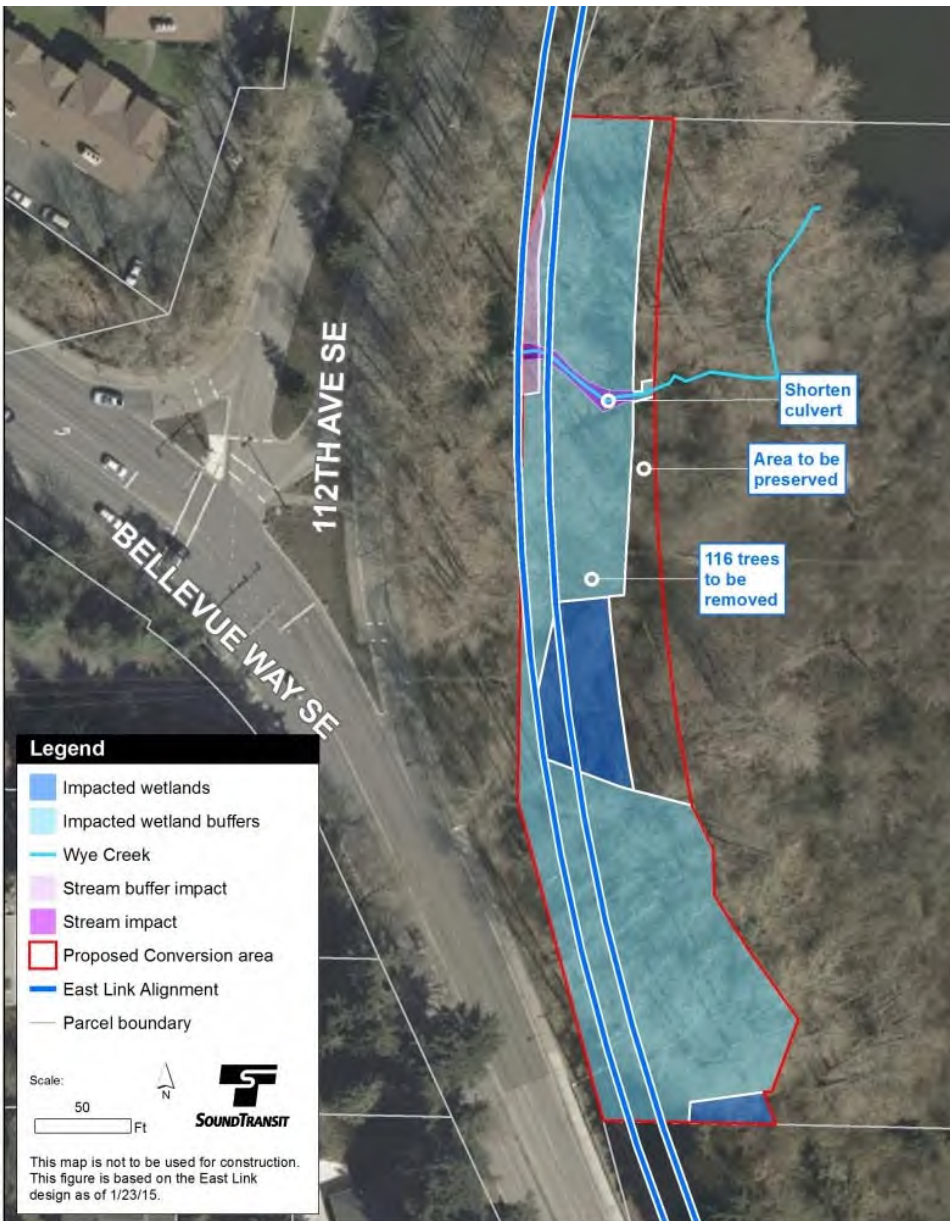 112TH AVE SE
BELLEVUE WAY SE
Shorten
culvert
Area to be
preserved
116 trees
to be
removed
Legend
Impacted wetlands
Impacted wetland buffers
Wye Creek
Stream buffer impact
Stream impact
Proposed Conversion area
East Link Alignment
Parcel boundary
Scale:
50
Ft
N
SOUNDTRANSIT
This map is not to be used for construction.
This figure is based on the East Link
design as of 1/23/15.